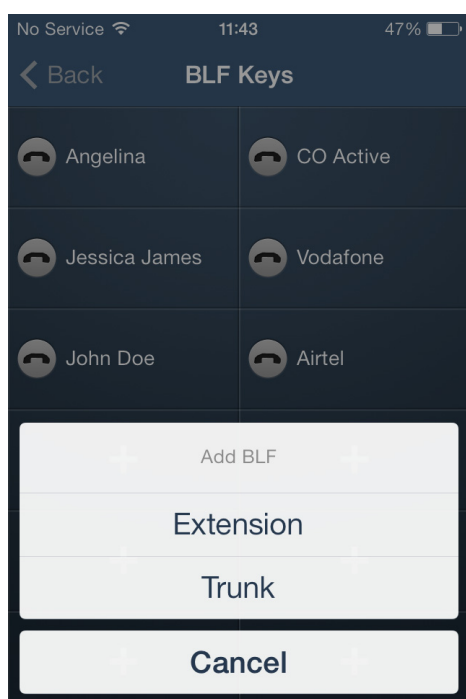 No Service 11:43 47%
Back BLF Keys
Angelina CO Active
Jessica James Vodafone
John Doe Airtel
Add BLF
Extension
Trunk
Cancel